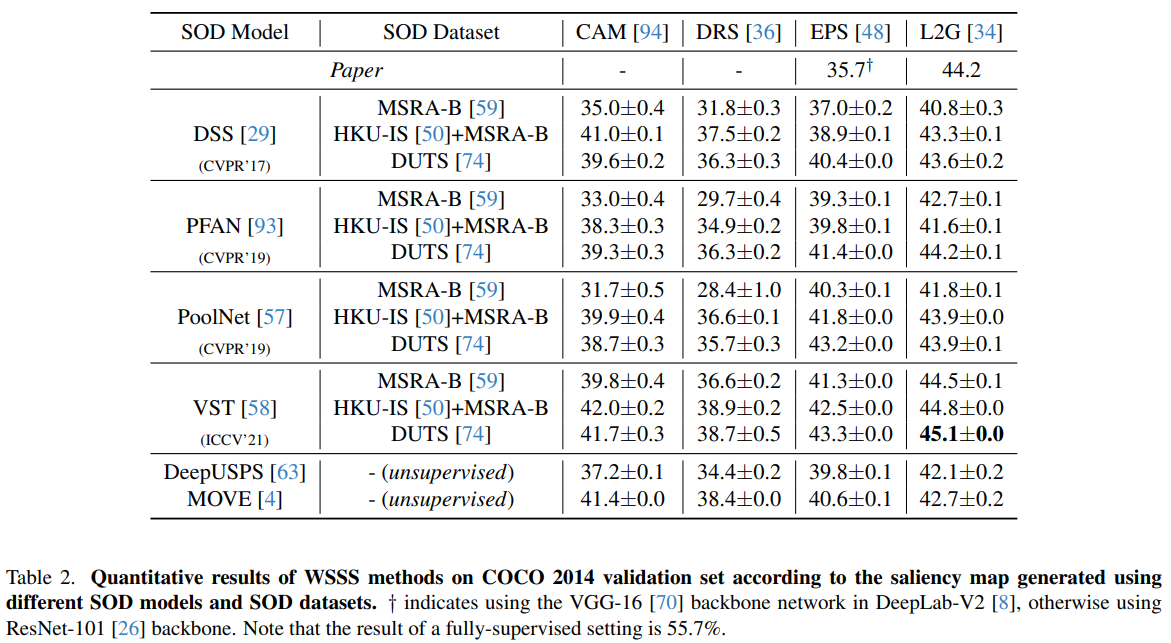 SOD Model SOD Dataset CAM [94] DRS [36] EPS [48] L2G [34]
Paper - - 35.7† 44.2
MSRA-B [59] 35.0±0.4 31.8±0.3 37.0±0.2 40.8±0.3
DSS [29] HKU-IS [50]+MSRA-B 41.0±0.1 37.5±0.2 38.9±0.1 43.3±0.1
(CVPR'17) DUTS [74] 39.6±0.2 36.3±0.3 40.4±0.0 43.6±0.2
MSRA-B [59] 33.0±0.4 29.7±0.4 39.3±0.1 42.7±0.1
PFAN [93] HKU-IS [50]+MSRA-B 38.3±0.3 34.9±0.2 39.8±0.1 41.6±0.1
(CVPR'19) DUTS [74] 39.3±0.3 36.3±0.2 41.4±0.0 44.2±0.1
MSRA-B [59] 31.7±0.5 28.4±1.0 40.3±0.1 41.8±0.1
PoolNet [57] HKU-IS [50]+MSRA-B 39.9±0.4 36.6±0.1 41.8±0.0 43.9±0.0
(CVPR'19) DUTS [74] 38.7±0.3 35.7±0.3 43.2±0.0 43.9±0.1
MSRA-B [59] 39.8±0.4 36.6±0.2 41.3±0.0 44.5±0.1
VST [58] HKU-IS [50]+MSRA-B 42.0±0.2 38.9±0.2 42.5±0.0 44.8±0.0
(ICCV'21) DUTS [74] 41.7±0.3 38.7±0.5 43.3±0.0 45.1±0.0
DeepUSPS [63] - (unsupervised) 37.2±0.1 34.4±0.2 39.8±0.1 42.1±0.2
MOVE [4] - (unsupervised) 41.4±0.0 38.4±0.0 40.6±0.1 42.7±0.2
Table 2. Quantitative results of WSSS methods on COCO 2014 validation set according to the saliency map generated using
different SOD models and SOD datasets. † indicates using the VGG-16 [70] backbone network in DeepLab-V2 [8], otherwise using
ResNet-101 [26] backbone. Note that the result of a fully-supervised setting is 55.7%.